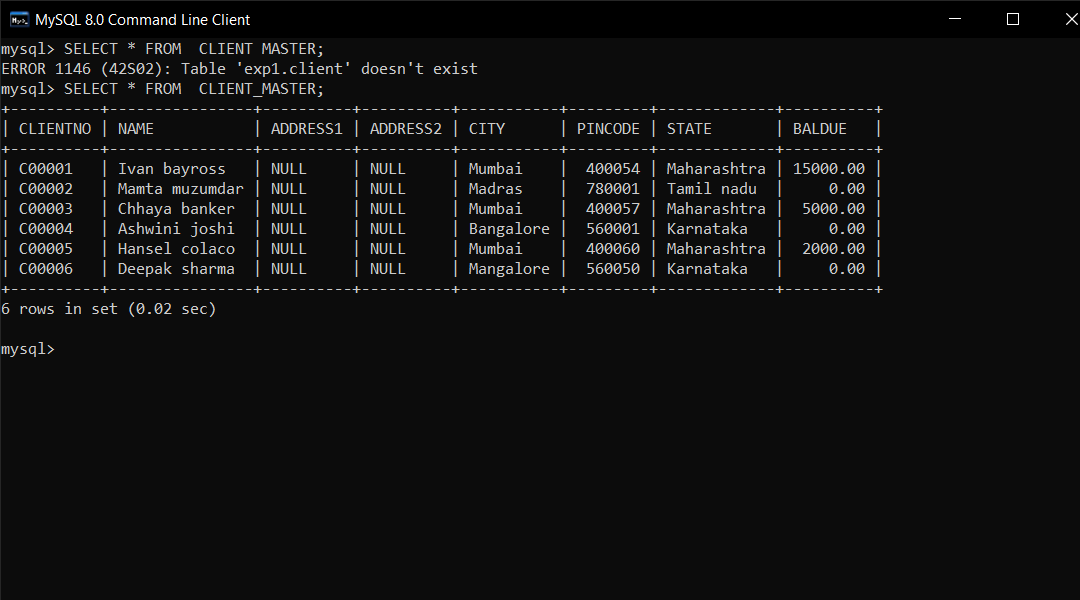 MySQL 8.0 Command Line Client
mysql> SELECT * FROM  CLIENT MASTER;
ERROR 1146 (42S02): Table 'exp1.client' doesn't exist
mysql> SELECT * FROM  CLIENT_MASTER;
+----------+----------------+----------+----------+-----------+---------+-------------+----------+
| CLIENTNO | NAME           | ADDRESS1 | ADDRESS2 | CITY      | PINCODE | STATE       | BALDUE   |
+----------+----------------+----------+----------+-----------+---------+-------------+----------+
| C00001   | Ivan bayross   | NULL     | NULL     | Mumbai    |  400054 | Maharashtra | 15000.00 |
| C00002   | Mamta muzumdar | NULL     | NULL     | Madras    |  780001 | Tamil nadu  |     0.00 |
| C00003   | Chhaya banker  | NULL     | NULL     | Mumbai    |  400057 | Maharashtra |  5000.00 |
| C00004   | Ashwini joshi  | NULL     | NULL     | Bangalore |  560001 | Karnataka   |     0.00 |
| C00005   | Hansel colaco  | NULL     | NULL     | Mumbai    |  400060 | Maharashtra |  2000.00 |
| C00006   | Deepak sharma  | NULL     | NULL     | Mangalore |  560050 | Karnataka   |     0.00 |
+----------+----------------+----------+----------+-----------+---------+-------------+----------+
6 rows in set (0.02 sec)
mysql>